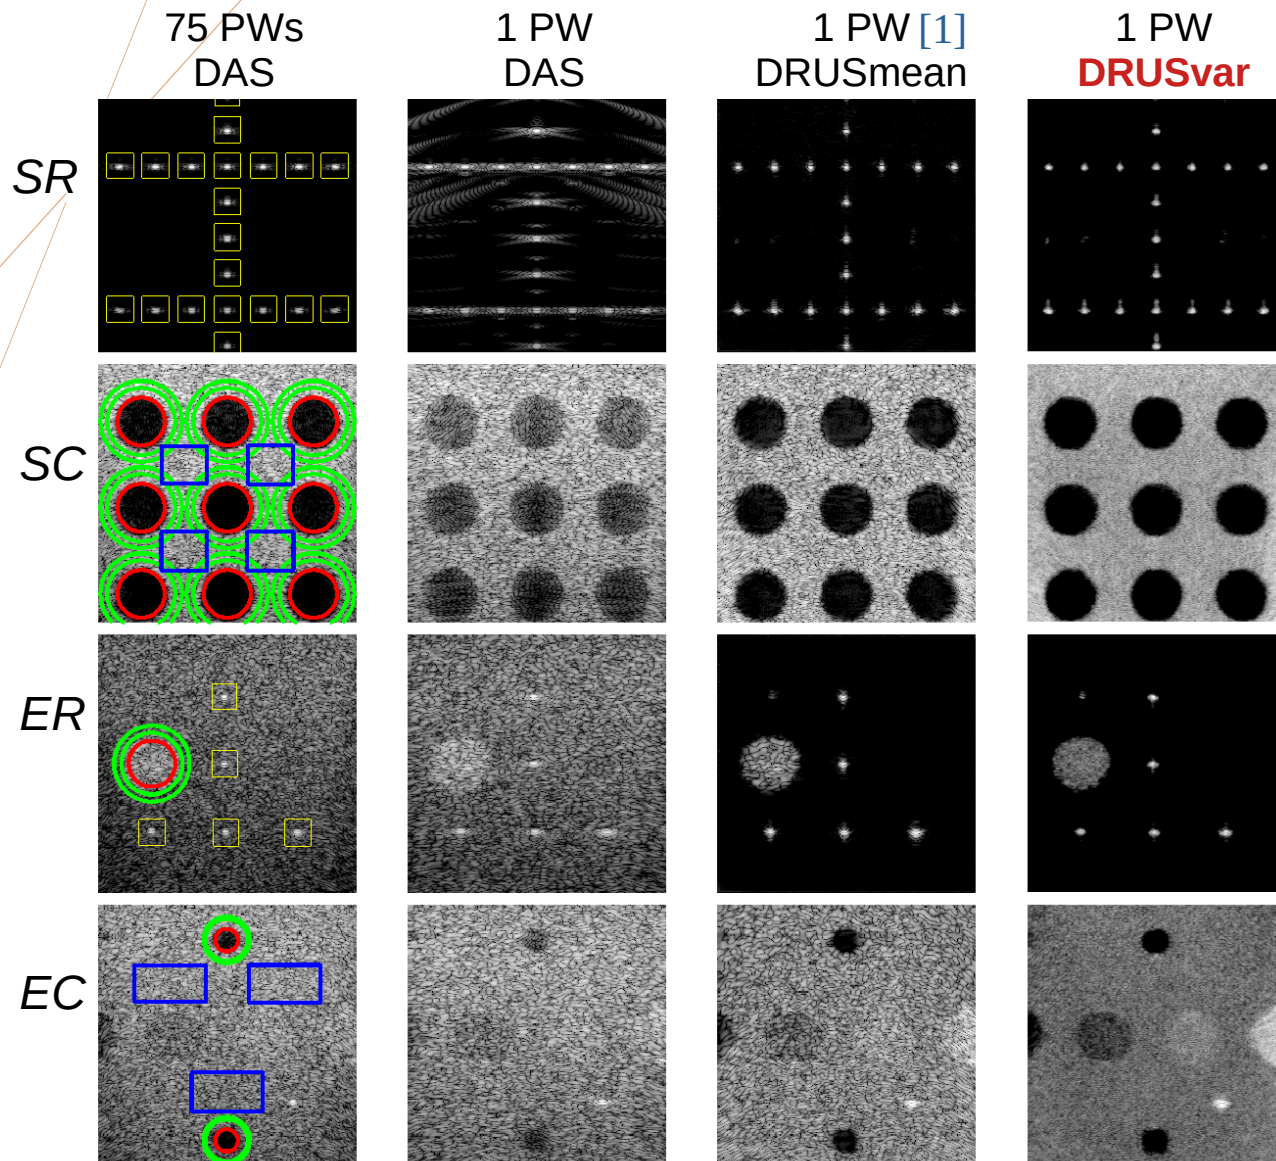 75 PWs
DAS
1 PW
DAS
1 PW [1]
DRUSmean
1 PW
DRUSvar
SR
SC
ER
EC